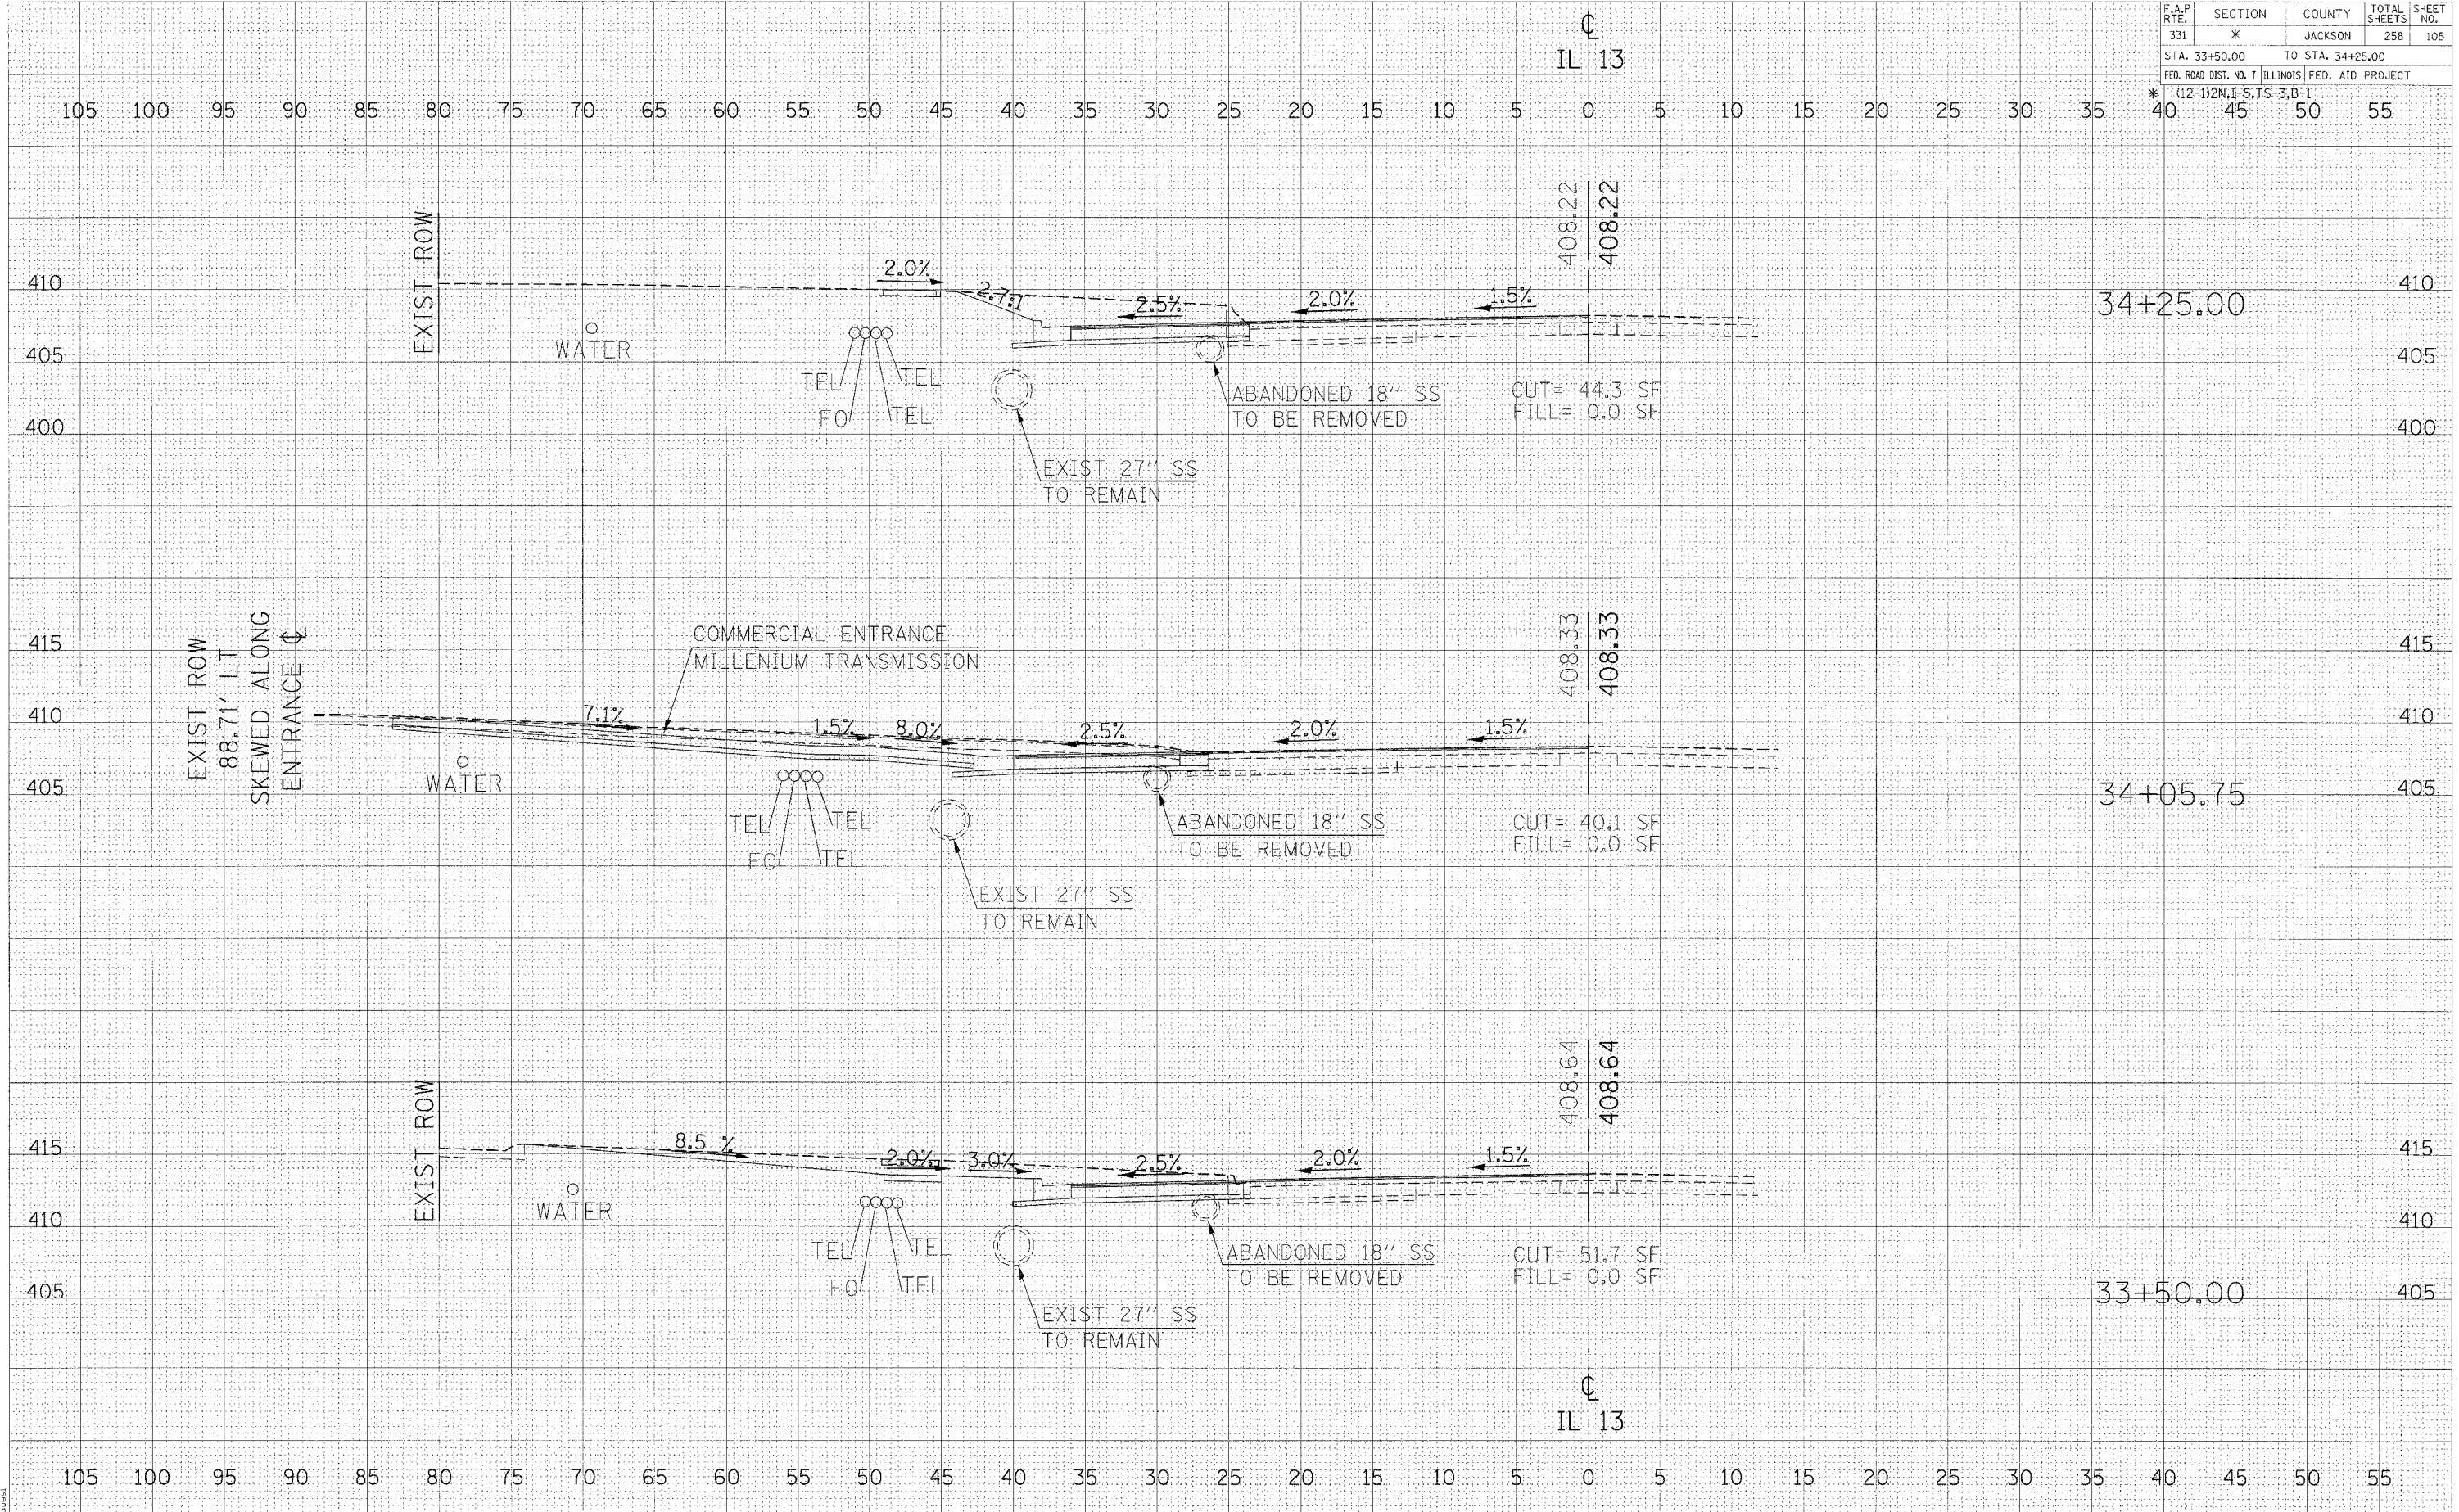 F.A.P RTE. SECTION COUNTY TOTAL SHEETS SHEET NO.
331 * JACKSON 258 105
STA. 33+50.00 TO STA. 34+25.00
FED. ROAD DIST. NO. 7 ILLINOIS FED. AID PROJECT
* (12-1)2N,I-5,TS-3,B-1
℄
IL 13
105 100 95 90 85 80 75 70 65 60 55 50 45 40 35 30 25 20 15 10 5 0 5 10 15 20 25 30 35 40 45 50 55
EXIST ROW
408.22
408.22
2.0% 2.7:1 2.5% 2.0% 1.5%
410 410
34+25.00
WATER
405 405
TEL TEL
FO TEL
ABANDONED 18" SS
TO BE REMOVED
CUT= 44.3 SF
FILL= 0.0 SF
400 400
EXIST 27" SS
TO REMAIN
EXIST ROW
88.71' LT
SKEWED ALONG
ENTRANCE ℄
408.33
408.33
COMMERCIAL ENTRANCE
MILLENIUM TRANSMISSION
415 415
7.1% 1.5% 8.0% 2.5% 2.0% 1.5%
410 410
WATER
405 405
34+05.75
TEL TEL
FO TEL
ABANDONED 18" SS
TO BE REMOVED
CUT= 40.1 SF
FILL= 0.0 SF
EXIST 27" SS
TO REMAIN
EXIST ROW
408.64
408.64
415 415
8.5 % 2.0% 3.0% 2.5% 2.0% 1.5%
WATER
410 410
TEL TEL
FO TEL
ABANDONED 18" SS
TO BE REMOVED
CUT= 51.7 SF
FILL= 0.0 SF
405 405
33+50.00
EXIST 27" SS
TO REMAIN
℄
IL 13
105 100 95 90 85 80 75 70 65 60 55 50 45 40 35 30 25 20 15 10 5 0 5 10 15 20 25 30 35 40 45 50 55